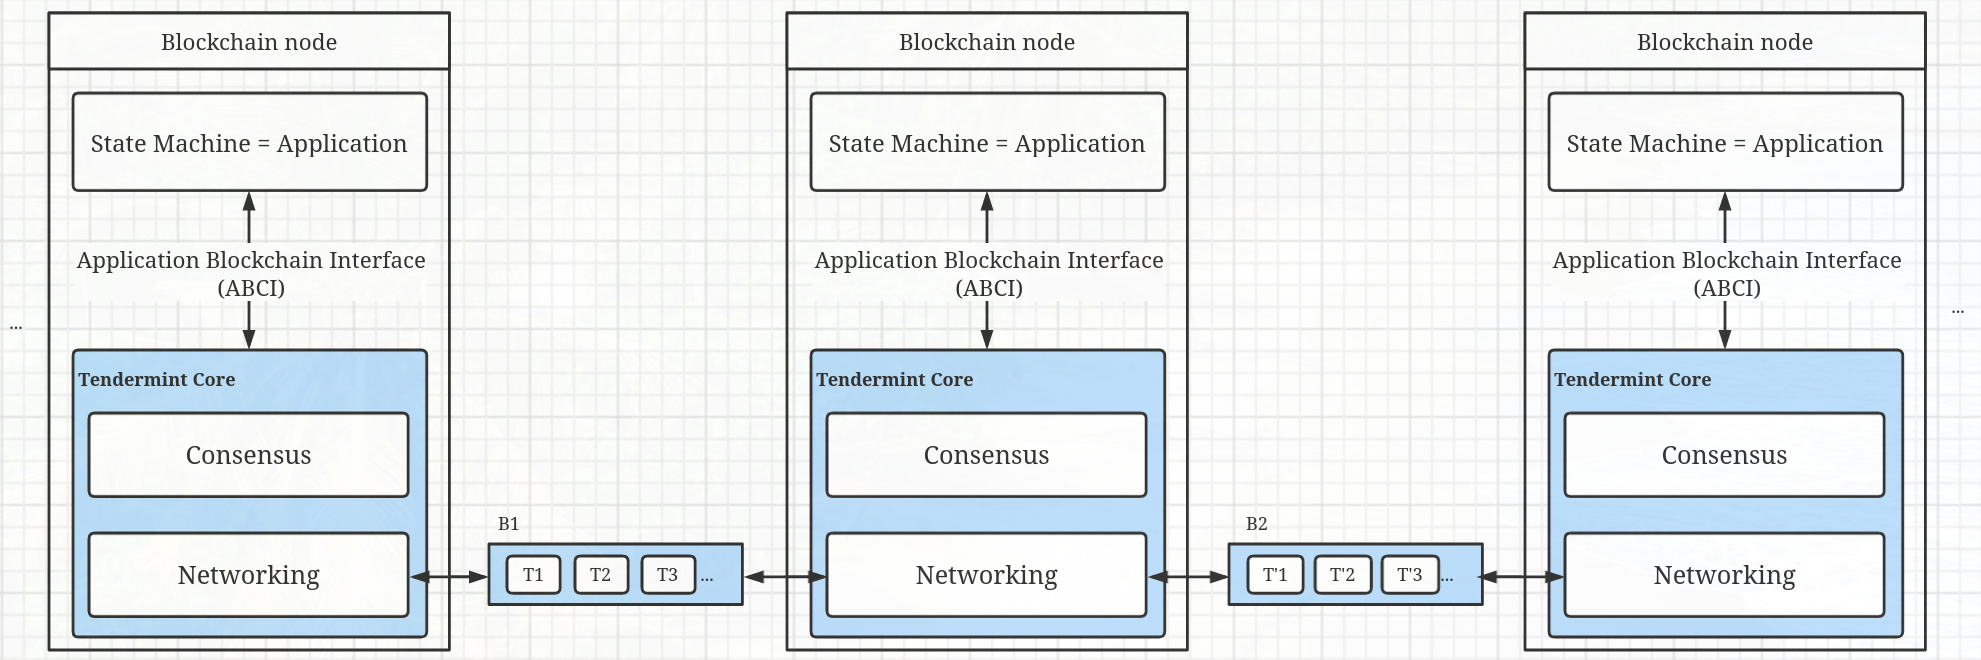 Blockchain node
State Machine = Application
Application Blockchain Interface
(ABCI)
...
Tendermint Core
Consensus
Networking
B1
T1 T2 T3 ...
Blockchain node
State Machine = Application
Application Blockchain Interface
(ABCI)
Tendermint Core
Consensus
Networking
B2
T'1 T'2 T'3 ...
Blockchain node
State Machine = Application
Application Blockchain Interface
(ABCI)
...
Tendermint Core
Consensus
Networking